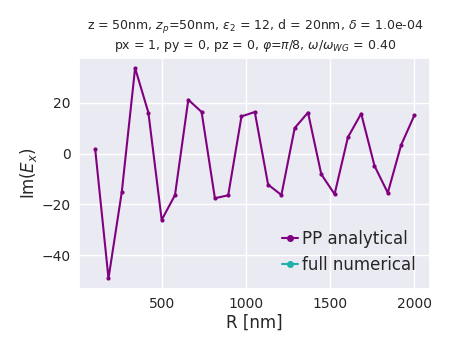 z = 50nm, z_p=50nm, ε_2 = 12, d = 20nm, δ = 1.0e-04
px = 1, py = 0, pz = 0, φ=π/8, ω/ω_WG = 0.40
20
0
−20
−40
Im(E_x)
PP analytical
full numerical
500
1000
1500
2000
R [nm]